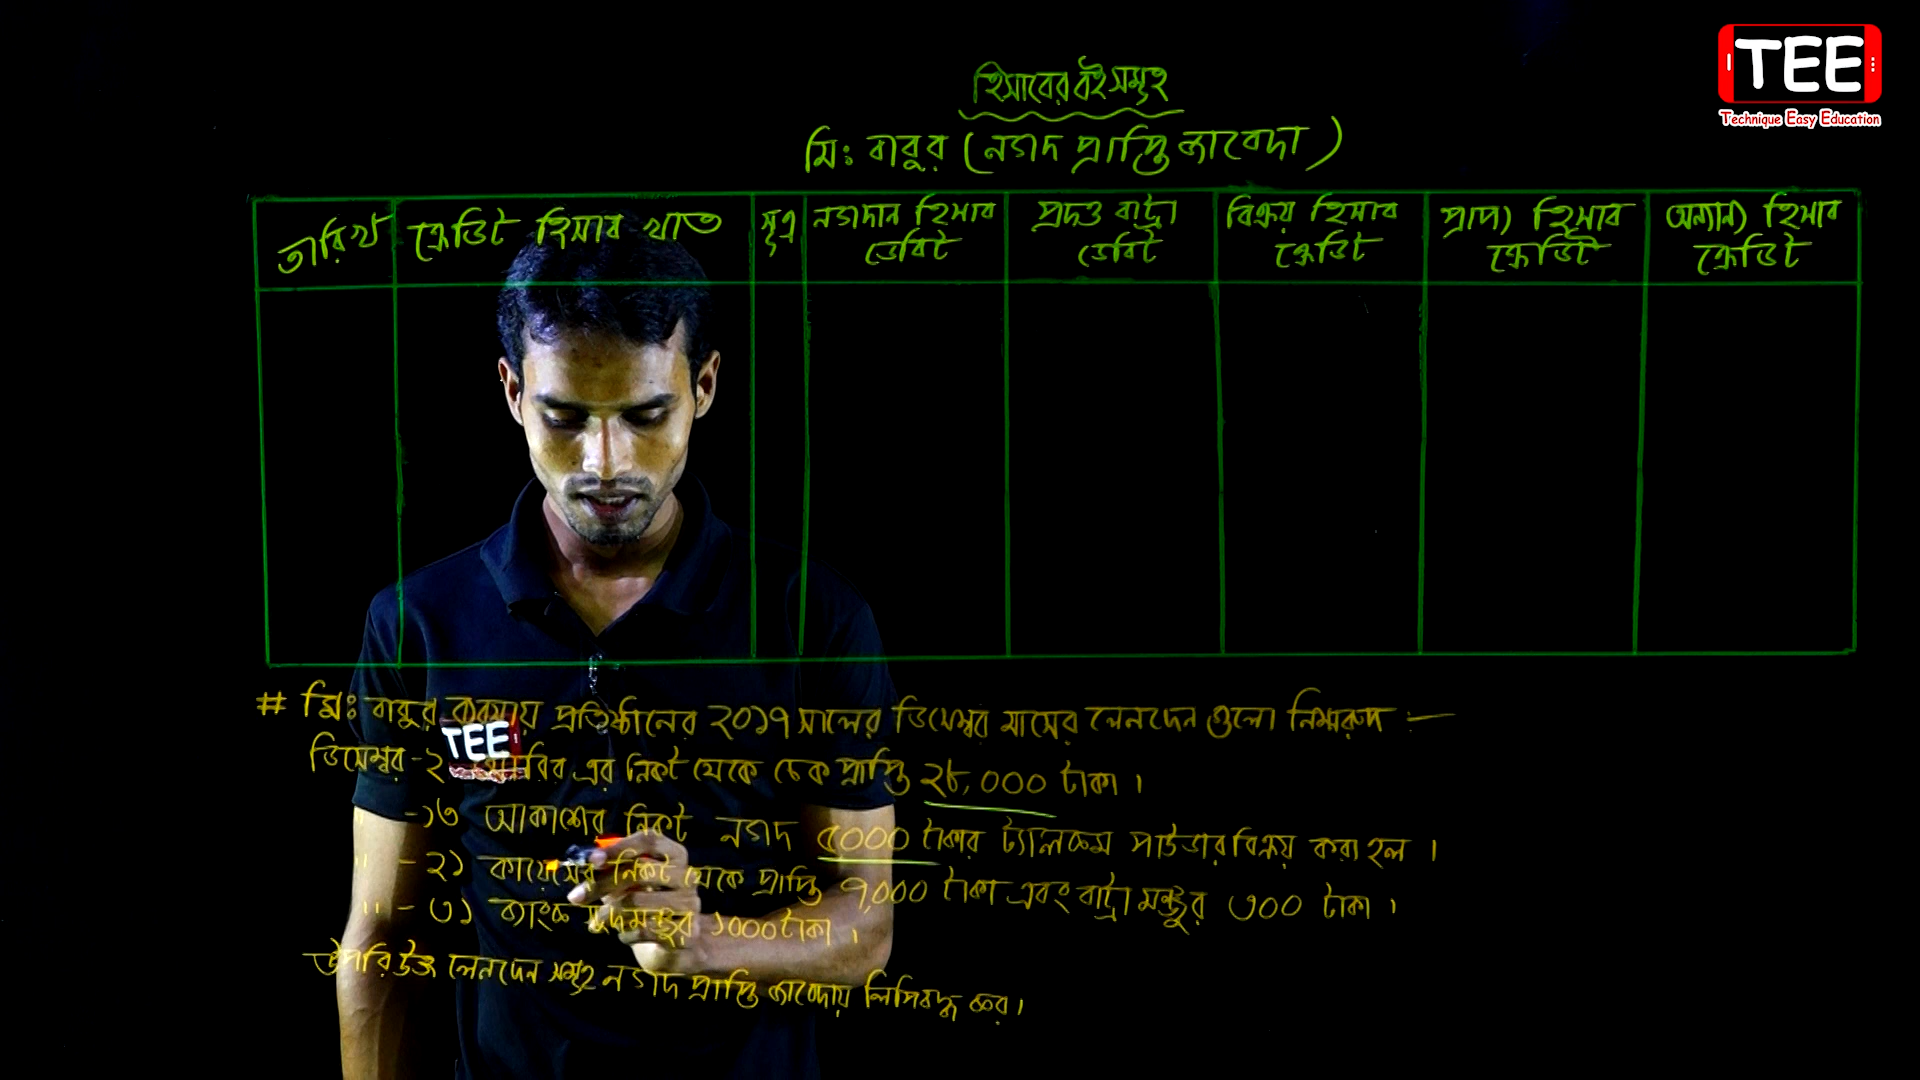 TEE
Technique Easy Education
হিসাবের বইসমূহ
মি: বাবুর (নগদ প্রাপ্তি জাবেদা)
তারিখ ক্রেডিট হিসাব খাত সূত্র নগদান হিসাব ডেবিট প্রদত্ত বাট্টা ডেবিট বিক্রয় হিসাব ক্রেডিট প্রাপ্য হিসাব ক্রেডিট অন্যান্য হিসাব ক্রেডিট
# মি: বাবুর ব্যবসায় প্রতিষ্ঠানের ২০১৭ সালের ডিসেম্বর মাসের লেনদেন গুলো নিম্নরুপ :-
TEE
ডিসেম্বর - ২ এর নিকট থেকে চেক প্রাপ্তি ২৮,০০০ টাকা।
" - ১৩ আকাশের নিকট নগদ ৫০০০ টাকার ট্যালকম পাউডার বিক্রয় করা হল।
" - ২১ কায়েসের নিকট থেকে প্রাপ্তি ৭,০০০ টাকা এবং বাট্টা মঞ্জুর ৩০০ টাকা।
" - ৩১ ব্যাংক সুদ মঞ্জুর ১০০০ টাকা।
উপরিউক্ত লেনদেন সমূহ নগদ প্রাপ্তি জাবেদায় লিপিবদ্ধ কর।